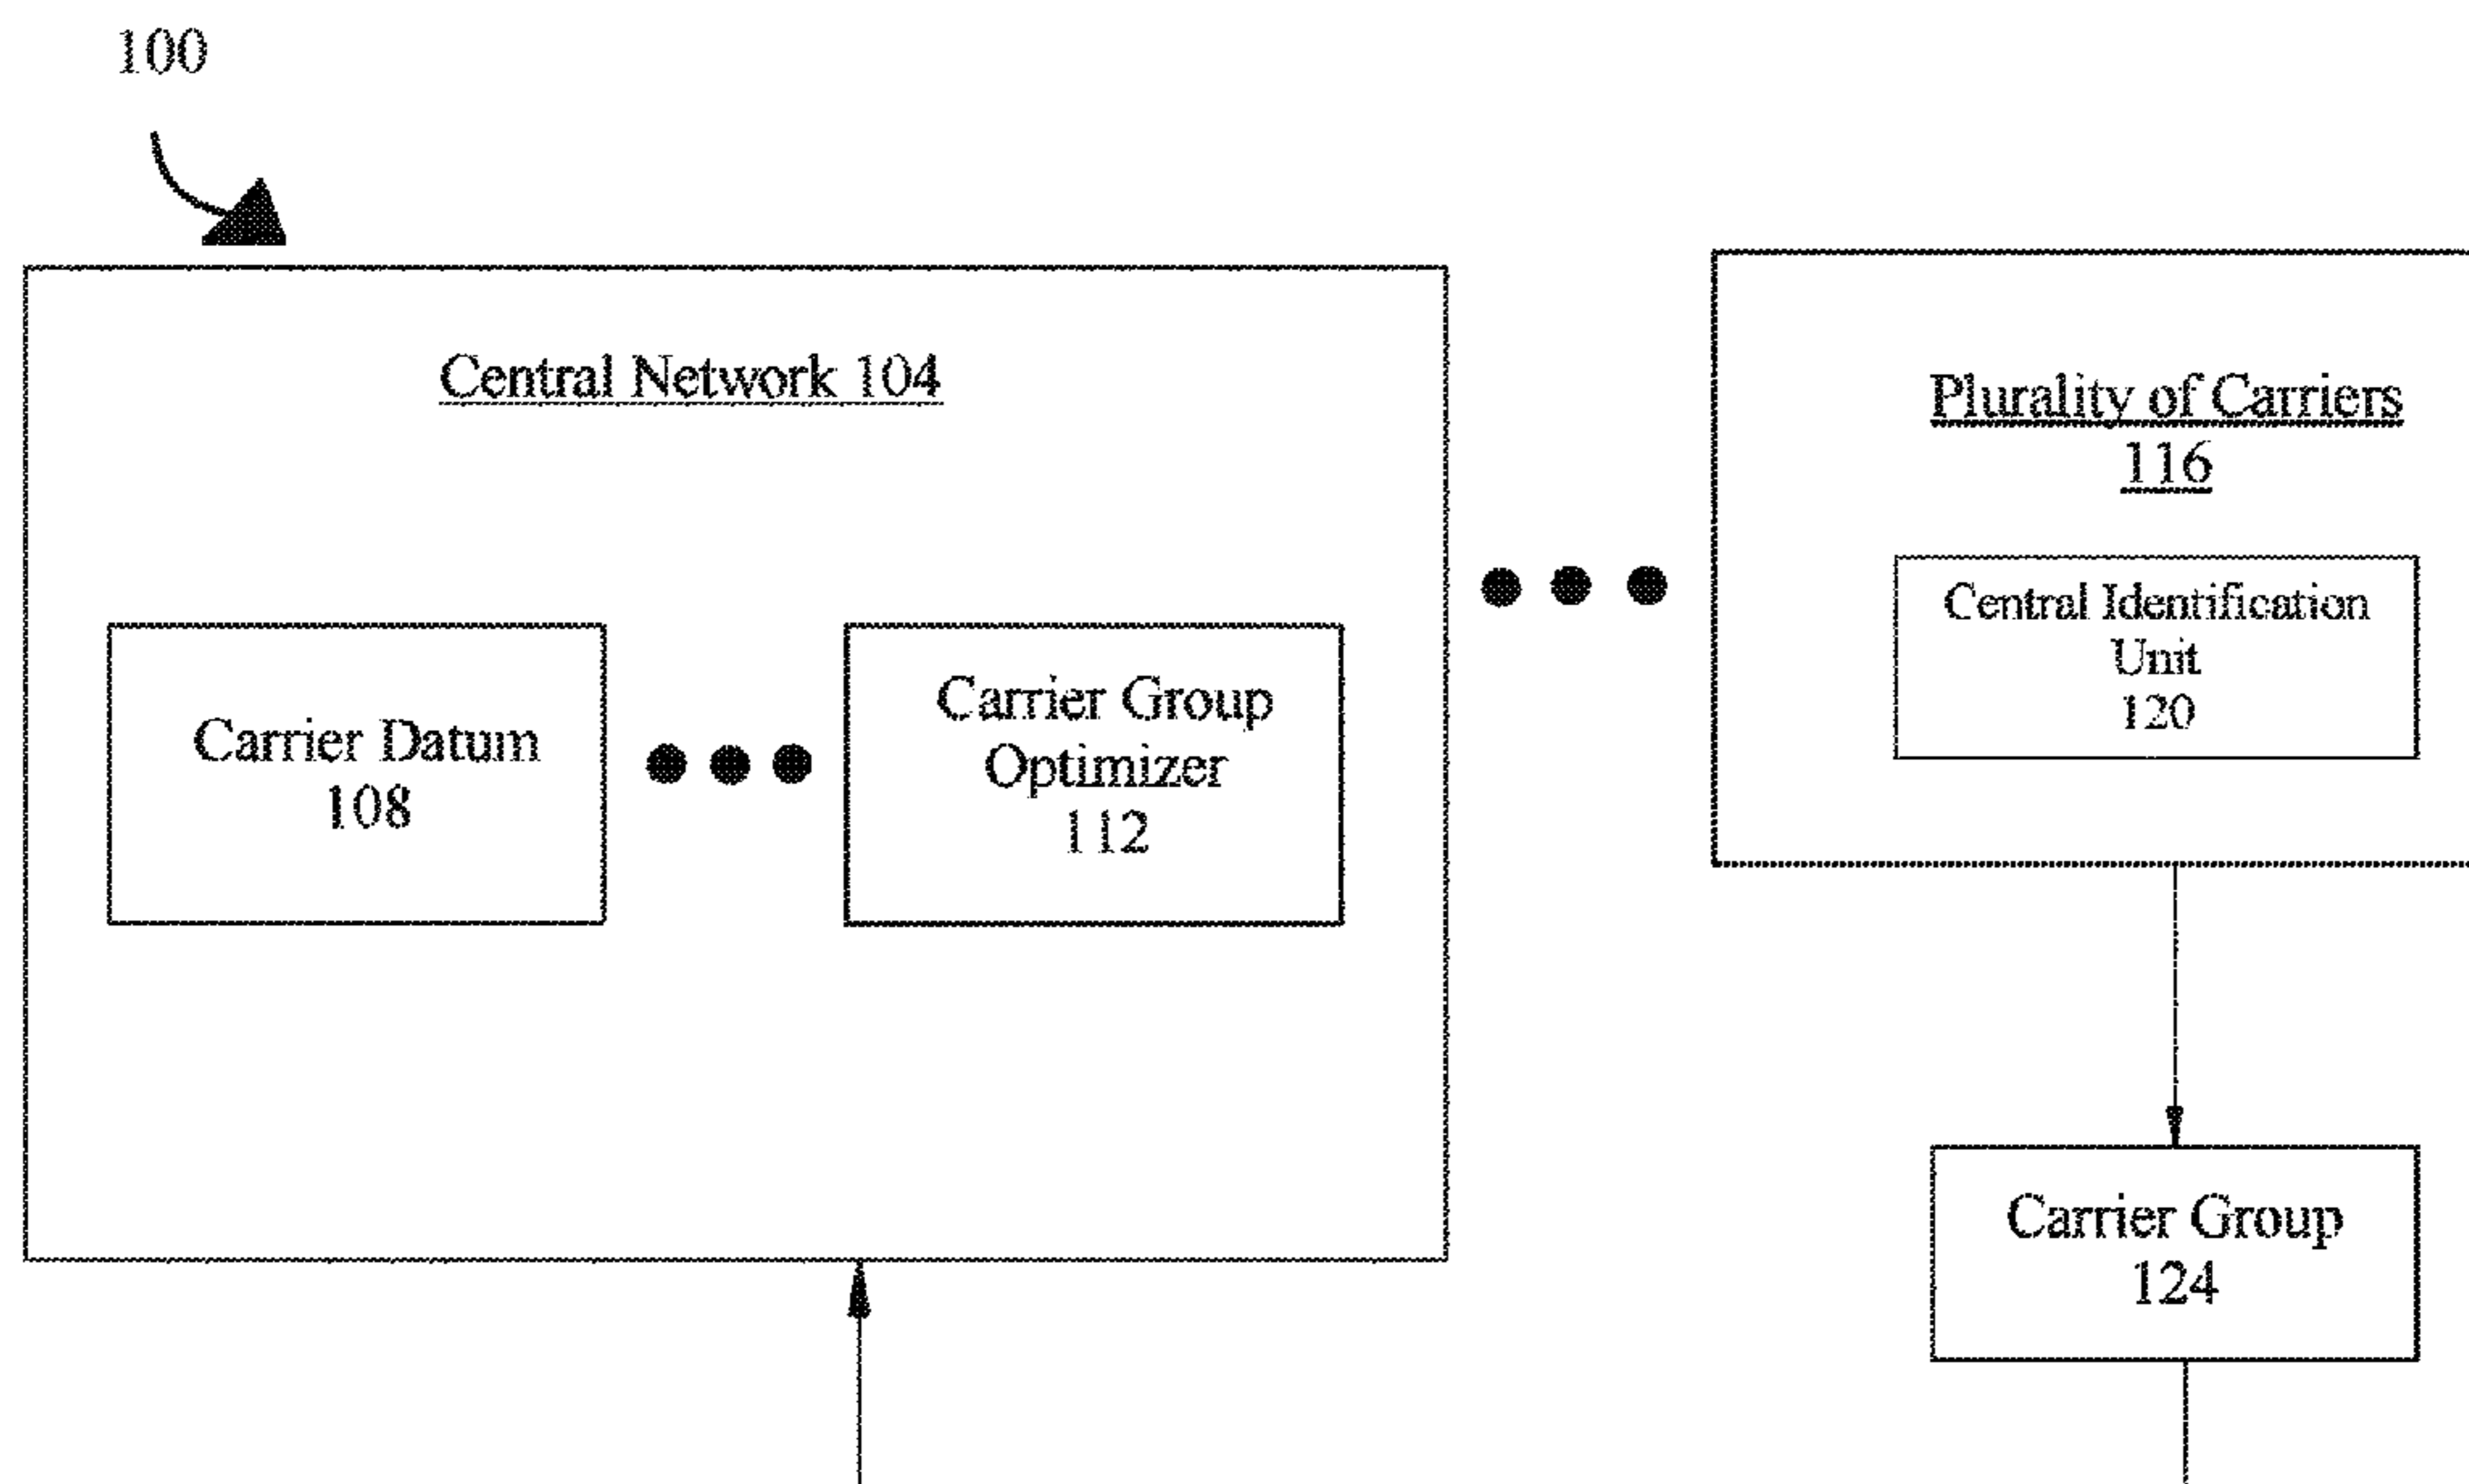 100
Central Network 104
Carrier Datum
108
Carrier Group
Optimizer
112
Plurality of Carriers
116
Central Identification
Unit
120
Carrier Group
124